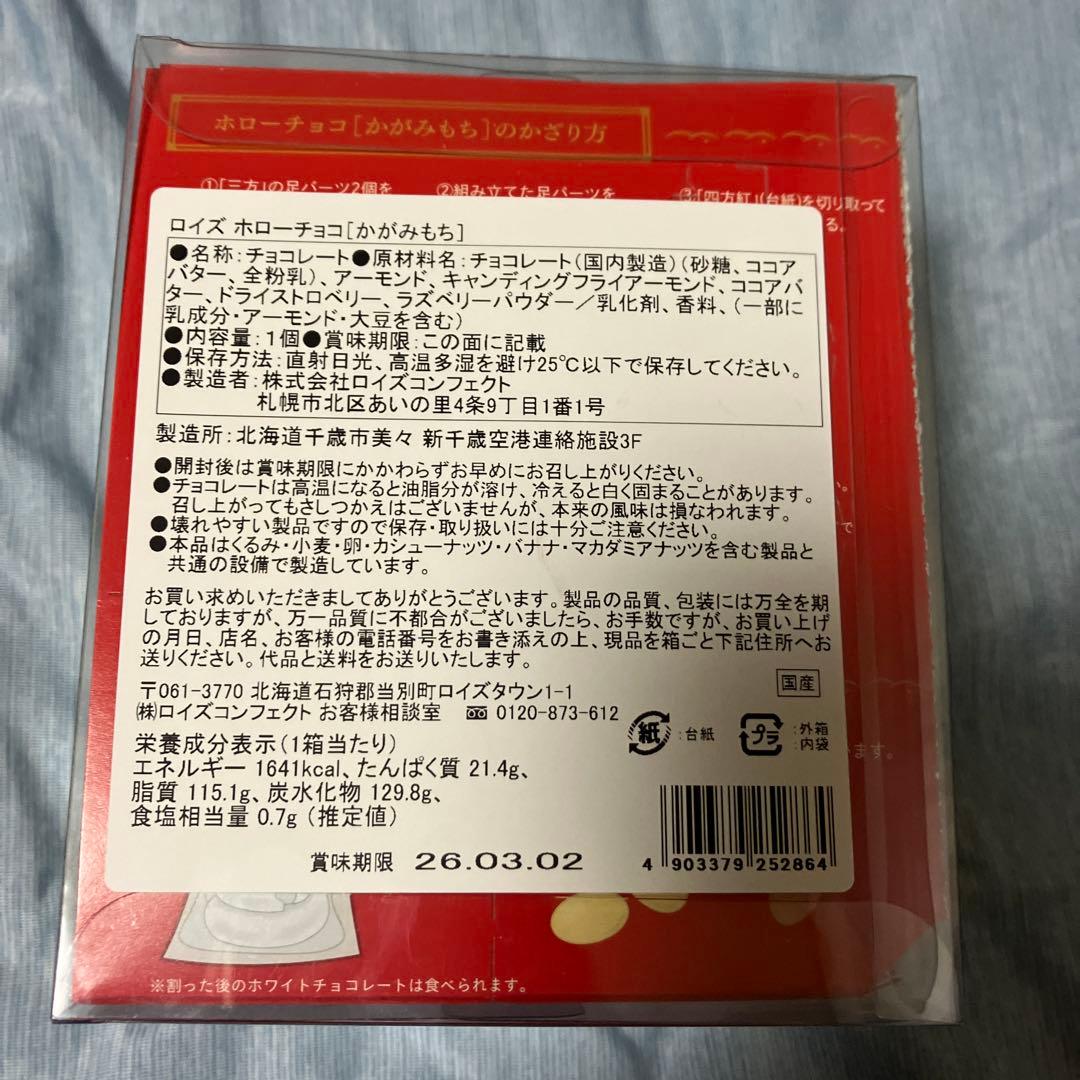 ホローチョコ[かがみもち]のかざり方
①「三方」の足パーツ2個を
②組み立てた足パーツを
③「四方紅」(台紙)を切り取って
る。
ロイズ ホローチョコ[かがみもち]
●名称:チョコレート●原材料名:チョコレート(国内製造)(砂糖、ココア
バター、全粉乳)、アーモンド、キャンディングフライアーモンド、ココアバ
ター、ドライストロベリー、ラズベリーパウダー/乳化剤、香料、(一部に
乳成分・アーモンド・大豆を含む)
●内容量:1個●賞味期限:この面に記載
●保存方法:直射日光、高温多湿を避け25℃以下で保存してください。
●製造者:株式会社ロイズコンフェクト
札幌市北区あいの里4条9丁目1番1号
製造所:北海道千歳市美々 新千歳空港連絡施設3F
●開封後は賞味期限にかかわらずお早めにお召し上がりください。
●チョコレートは高温になると油脂分が溶け、冷えると白く固まることがあります。
召し上がってもさしつかえはございませんが、本来の風味は損なわれます。
●壊れやすい製品ですので保存・取り扱いには十分ご注意ください。
●本品はくるみ・小麦・卵・カシューナッツ・バナナ・マカダミアナッツを含む製品と
共通の設備で製造しています。
お買い求めいただきましてありがとうございます。製品の品質、包装には万全を期
しておりますが、万一品質に不都合がございましたら、お手数ですが、お買い上げ
の月日、店名、お客様の電話番号をお書き添えの上、現品を箱ごと下記住所へお
送りください。代品と送料をお送りいたします。
国産
〒061-3770 北海道石狩郡当別町ロイズタウン1-1
㈱ロイズコンフェクト お客様相談室 0120-873-612
紙 :台紙
プラ :外箱
:内袋
ます。
栄養成分表示(1箱当たり)
エネルギー 1641kcal、たんぱく質 21.4g、
脂質 115.1g、炭水化物 129.8g、
食塩相当量 0.7g (推定値)
賞味期限 26.03.02
4 903379 252864
※割った後のホワイトチョコレートは食べられます。